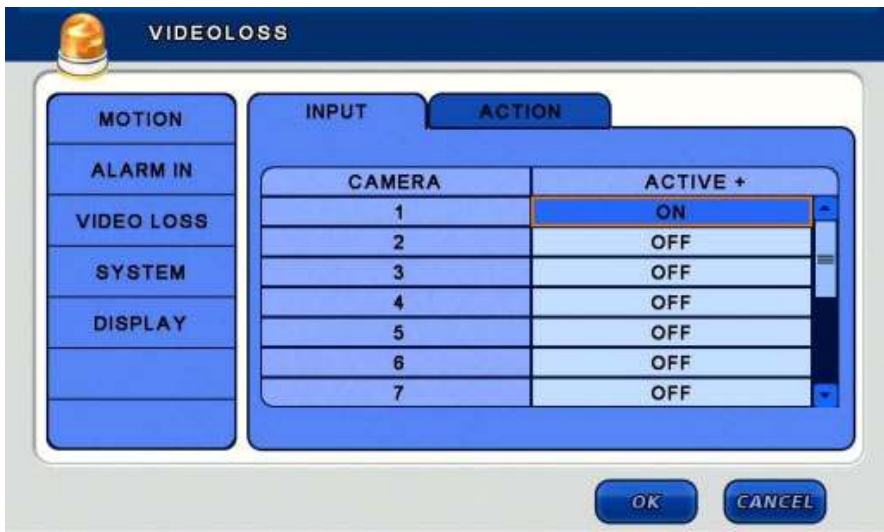 VIDEOLOSS
MOTION
ALARM IN
VIDEO LOSS
SYSTEM
DISPLAY
INPUT ACTION
CAMERA ACTIVE +
1 ON
2 OFF
3 OFF
4 OFF
5 OFF
6 OFF
7 OFF
OK CANCEL